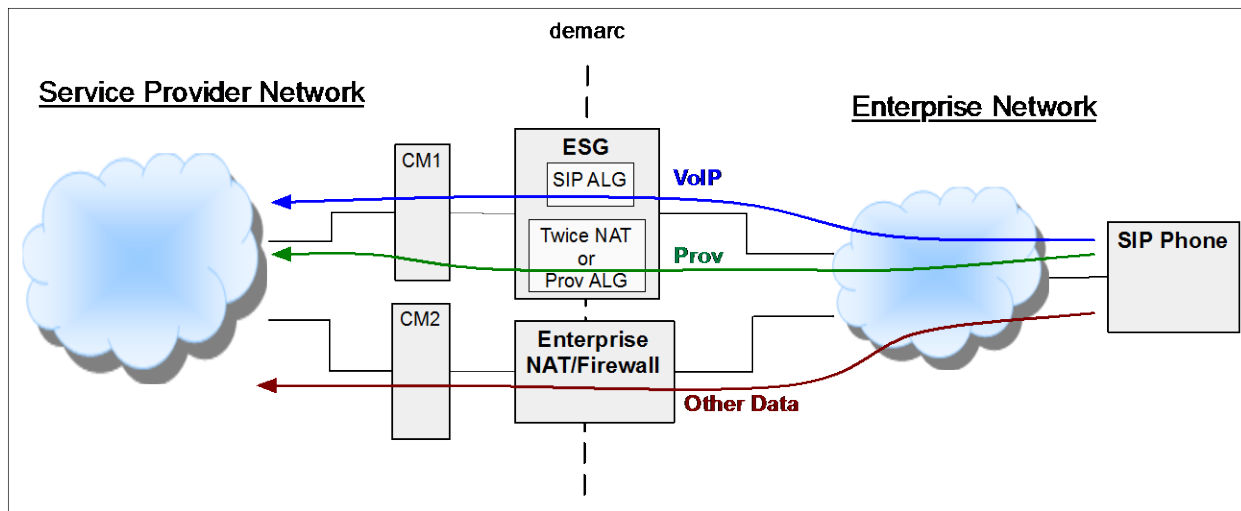 demarc
Service Provider Network
Enterprise Network
CM1
ESG
SIP ALG
VoIP
Twice NAT
or
Prov ALG
Prov
SIP Phone
CM2
Enterprise
NAT/Firewall
Other Data